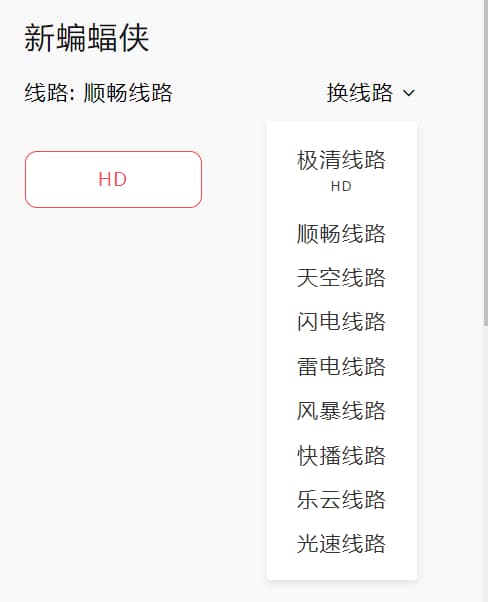 新蝙蝠侠
线路: 顺畅线路
换线路
HD
极清线路
HD
顺畅线路
天空线路
闪电线路
雷电线路
风暴线路
快播线路
乐云线路
光速线路